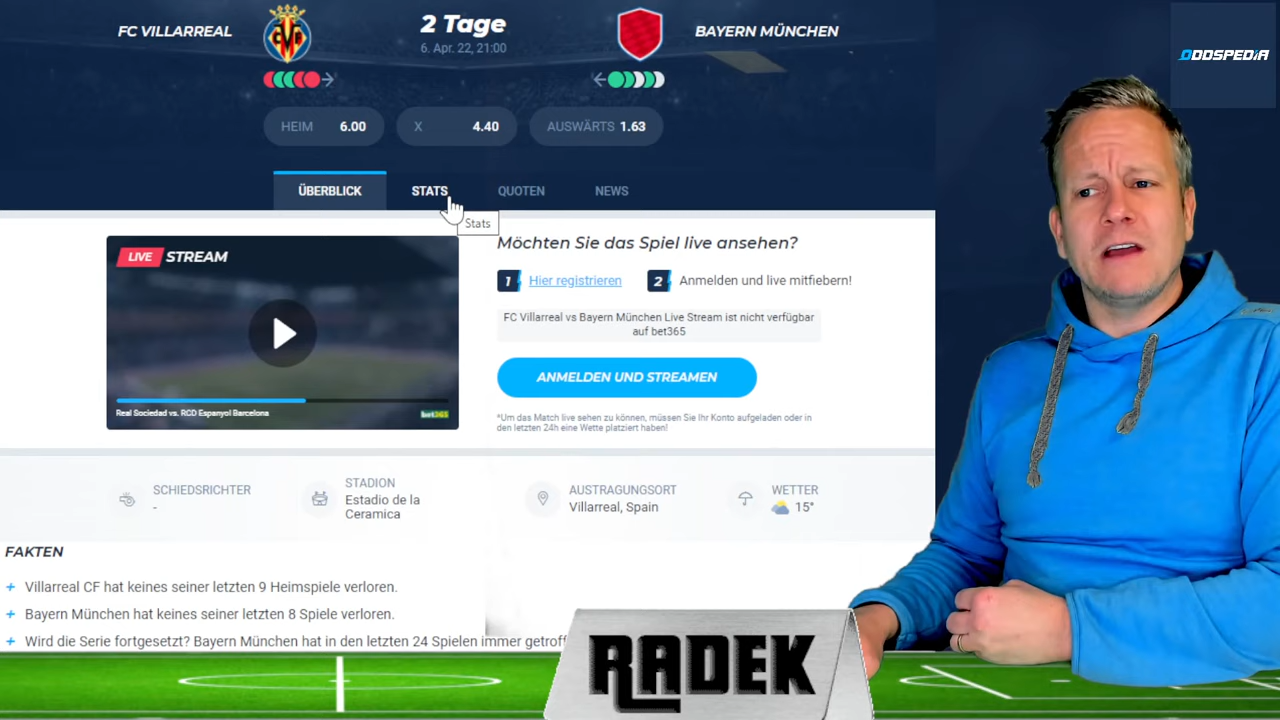 FC VILLARREAL
2 Tage
6. Apr. 22, 21:00
BAYERN MÜNCHEN
ODDSPEDIA
HEIM 6.00
X 4.40
AUSWÄRTS 1.63
ÜBERBLICK
STATS
QUOTEN
NEWS
Stats
LIVE STREAM
Real Sociedad vs. RCD Espanyol Barcelona
bet365
Möchten Sie das Spiel live ansehen?
1 Hier registrieren
2 Anmelden und live mitfiebern!
FC Villarreal vs Bayern München Live Stream ist nicht verfügbar
auf bet365
ANMELDEN UND STREAMEN
*Um das Match live sehen zu können, müssen Sie Ihr Konto aufgeladen oder in
den letzten 24h eine Wette platziert haben!
SCHIEDSRICHTER
-
STADION
Estadio de la
Ceramica
AUSTRAGUNGSORT
Villarreal, Spain
WETTER
15°
FAKTEN
+ Villarreal CF hat keines seiner letzten 9 Heimspiele verloren.
+ Bayern München hat keines seiner letzten 8 Spiele verloren.
+ Wird die Serie fortgesetzt? Bayern München hat in den letzten 24 Spielen immer getroff
RADEK